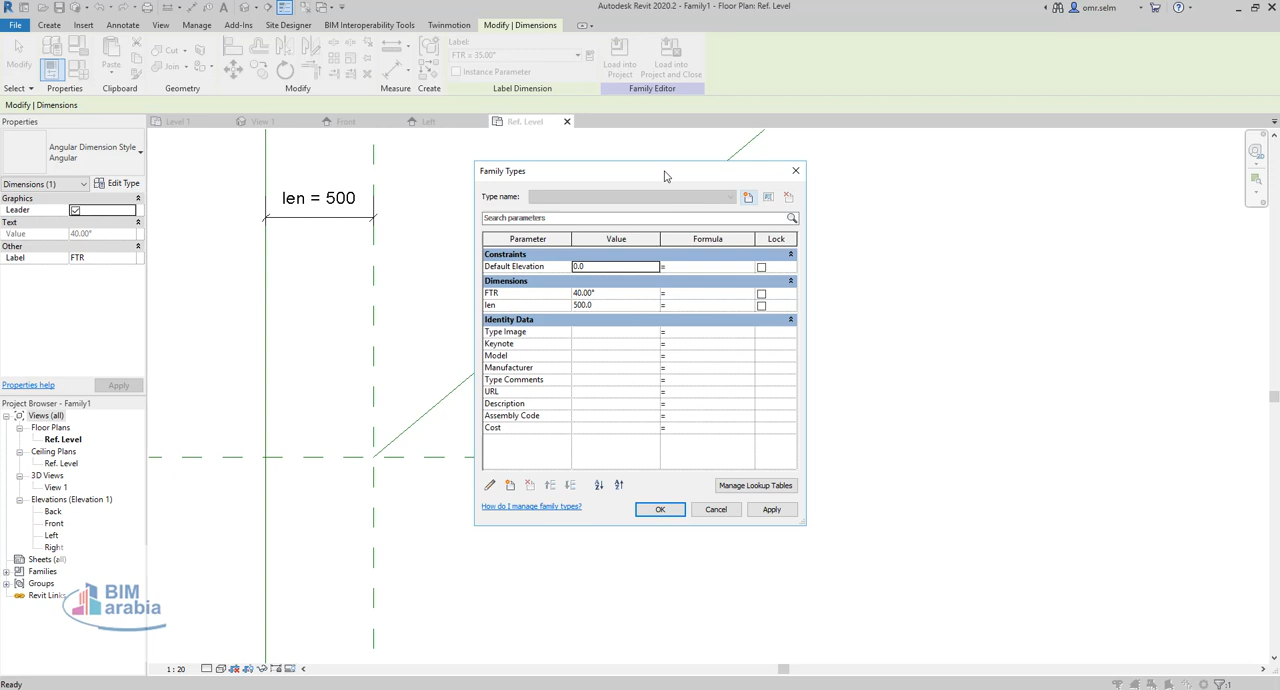 Autodesk Revit 2020.2 - Family1 - Floor Plan: Ref. Level
omr.selm
File Create Insert Annotate View Manage Add-Ins Site Designer BIM Interoperability Tools Twinmotion Modify | Dimensions
Modify
Select
Properties
Paste
Clipboard
Cut
Join
Geometry
Modify
Measure
Create
Label:
FTR = 35.00°
Instance Parameter
Label Dimension
Load into Project
Load into Project and Close
Family Editor
Modify | Dimensions
Properties
Angular Dimension Style
Angular
Dimensions (1)
Edit Type
Graphics
Leader
Text
Value 40.00°
Other
Label FTR
Properties help
Apply
Project Browser - Family1
Views (all)
Floor Plans
Ref. Level
Ceiling Plans
Ref. Level
3D Views
View 1
Elevations (Elevation 1)
Back
Front
Left
Right
Sheets (all)
Families
Groups
Revit Links
BIM
arabia
Level 1 View 1 Front Left Ref. Level
len = 500
Family Types
Type name:
Search parameters
Parameter Value Formula Lock
Constraints
Default Elevation 0.0 =
Dimensions
FTR 40.00° =
len 500.0 =
Identity Data
Type Image =
Keynote =
Model =
Manufacturer =
Type Comments =
URL =
Description =
Assembly Code =
Cost =
Manage Lookup Tables
How do I manage family types?
OK Cancel Apply
1 : 20
Ready
:1